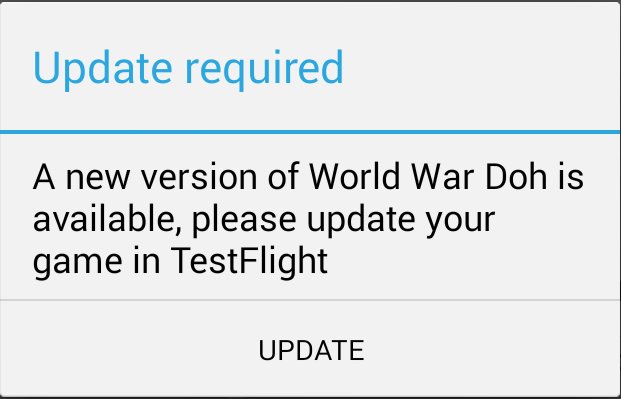 Update required
A new version of World War Doh is
available, please update your
game in TestFlight
UPDATE